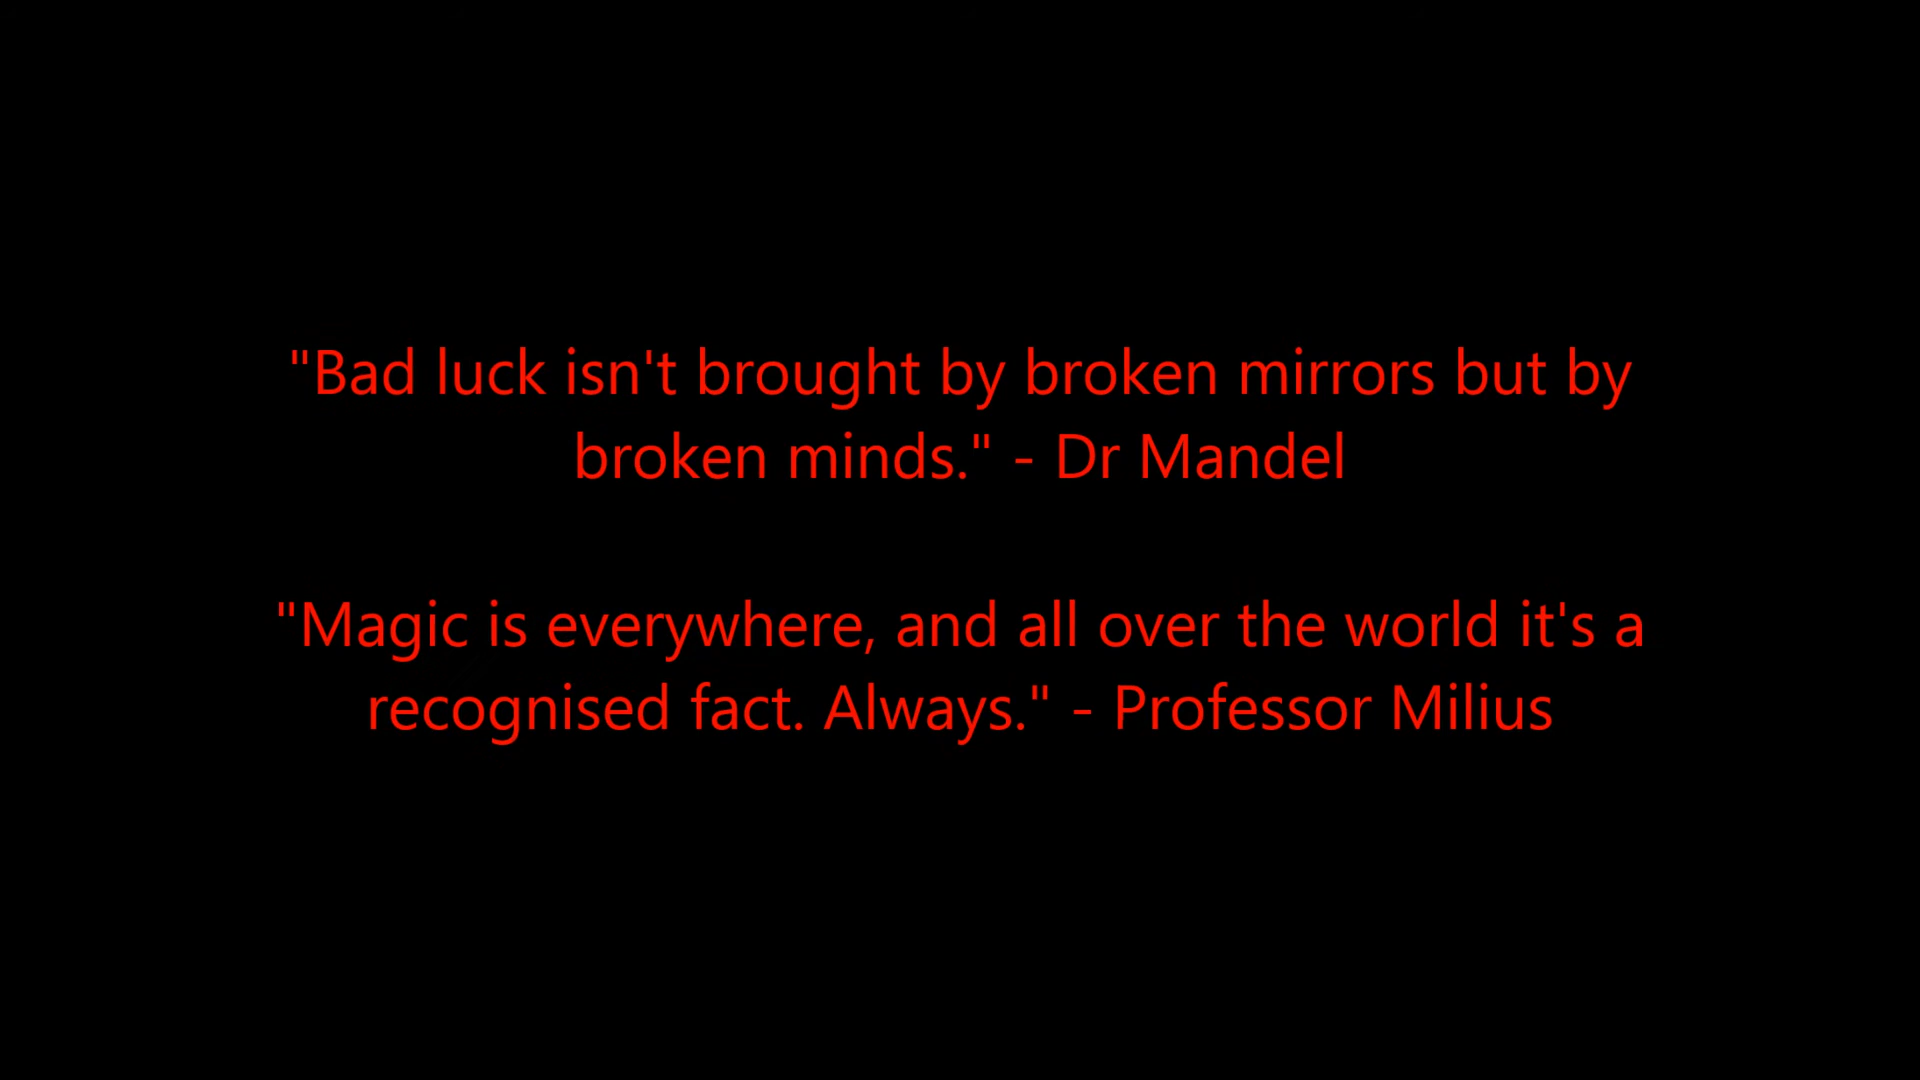 "Bad luck isn't brought by broken mirrors but by
broken minds." - Dr Mandel
"Magic is everywhere, and all over the world it's a
recognised fact. Always." - Professor Milius